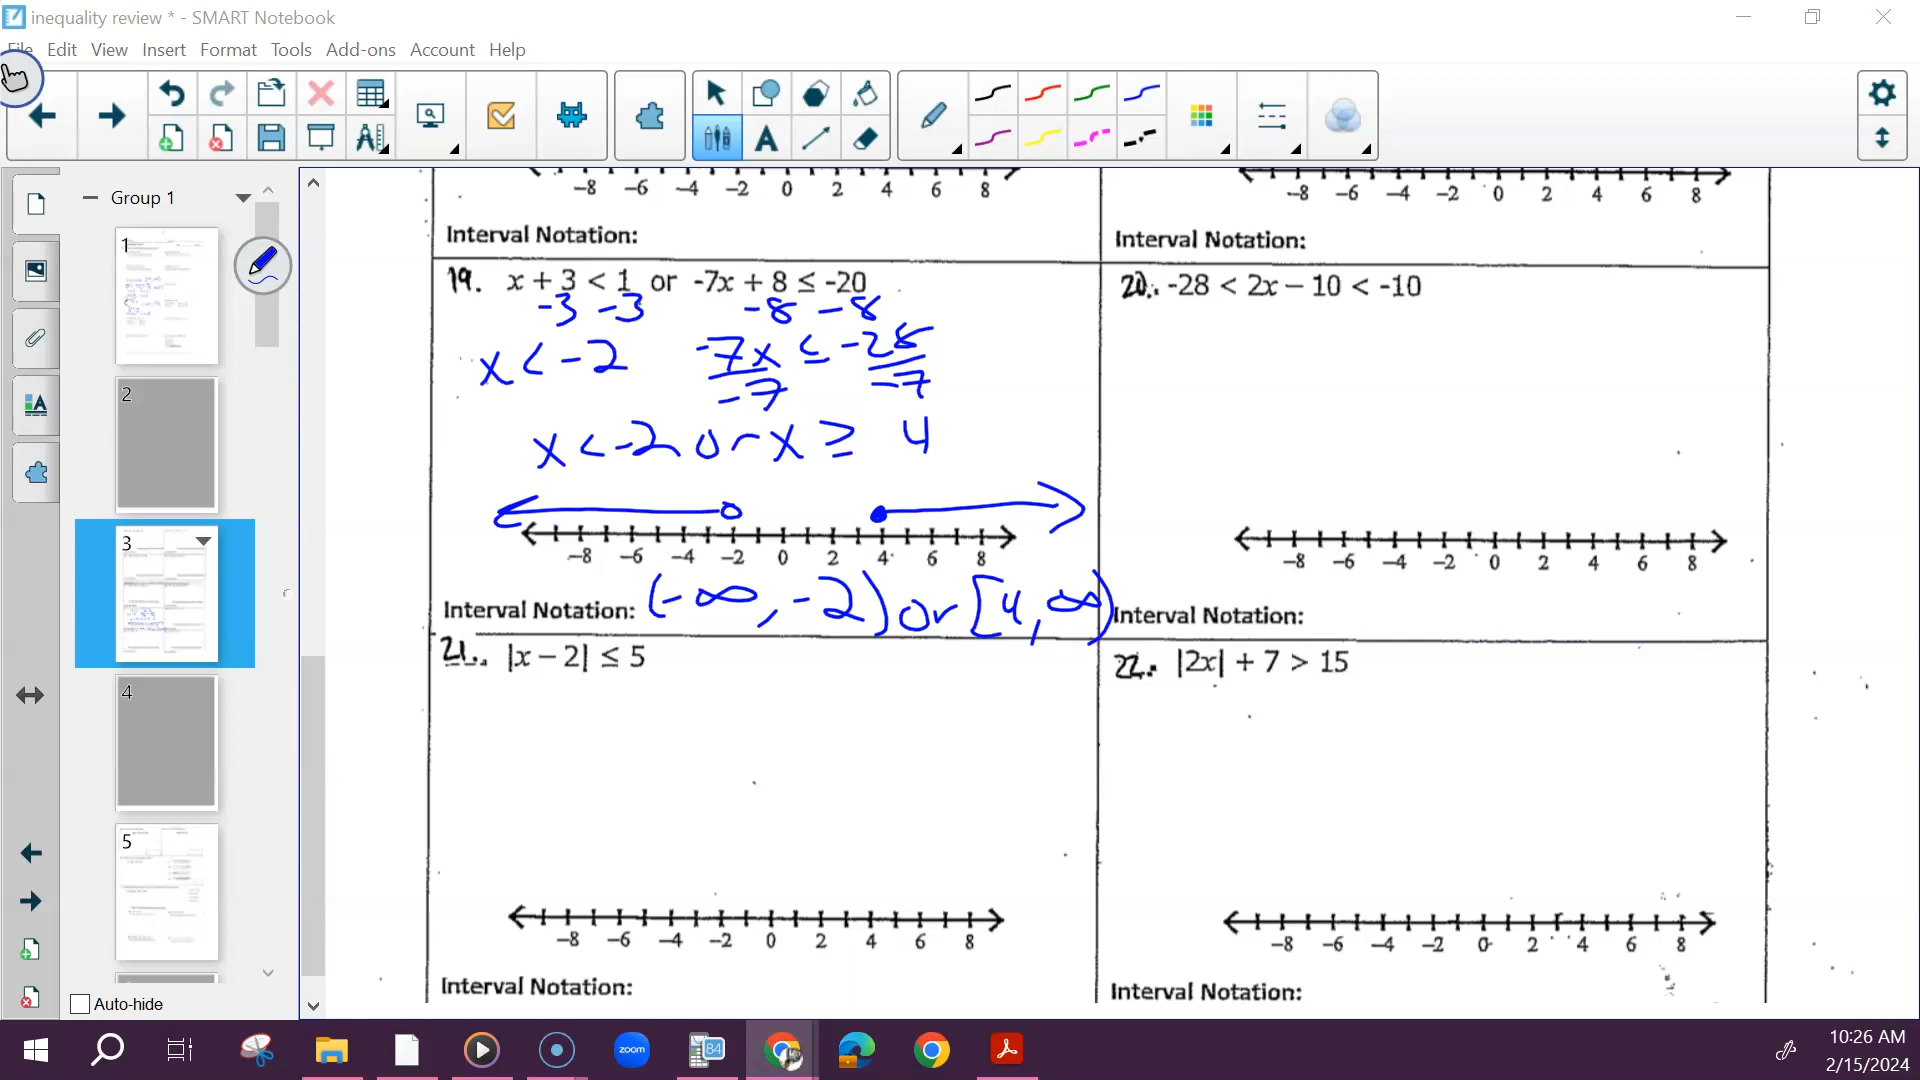 inequality review * - SMART Notebook
File Edit View Insert Format Tools Add-ons Account Help
Group 1
1
2
3
4
5
Auto-hide
-8 -6 -4 -2 0 2 4 6 8
-8 -6 -4 -2 0 2 4 6 8
Interval Notation:
Interval Notation:
19. x + 3 < 1 or -7x + 8 ≤ -20
-3 -3 -8 -8
x < -2 -7x ≤ -28
-7 -7
x < -2 or x ≥ 4
-8 -6 -4 -2 0 2 4 6 8
Interval Notation: (-∞, -2) or [4, ∞)
20. -28 < 2x – 10 < -10
-8 -6 -4 -2 0 2 4 6 8
Interval Notation:
21. |x – 2| ≤ 5
-8 -6 -4 -2 0 2 4 6 8
Interval Notation:
22. |2x| + 7 > 15
-8 -6 -4 -2 0 2 4 6 8
Interval Notation:
zoom
84
10:26 AM
2/15/2024